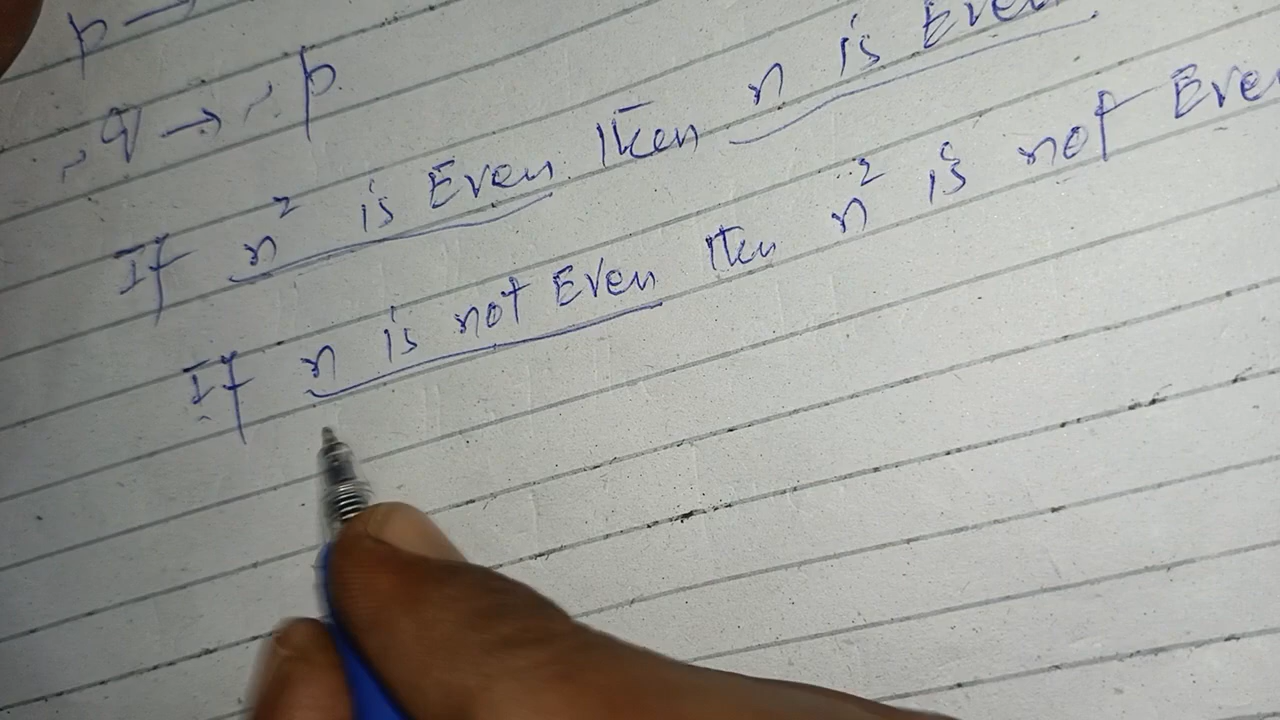 p →
~q → ~p
If n² is Even Then n is Even
If n is not Even Then n² is not Even